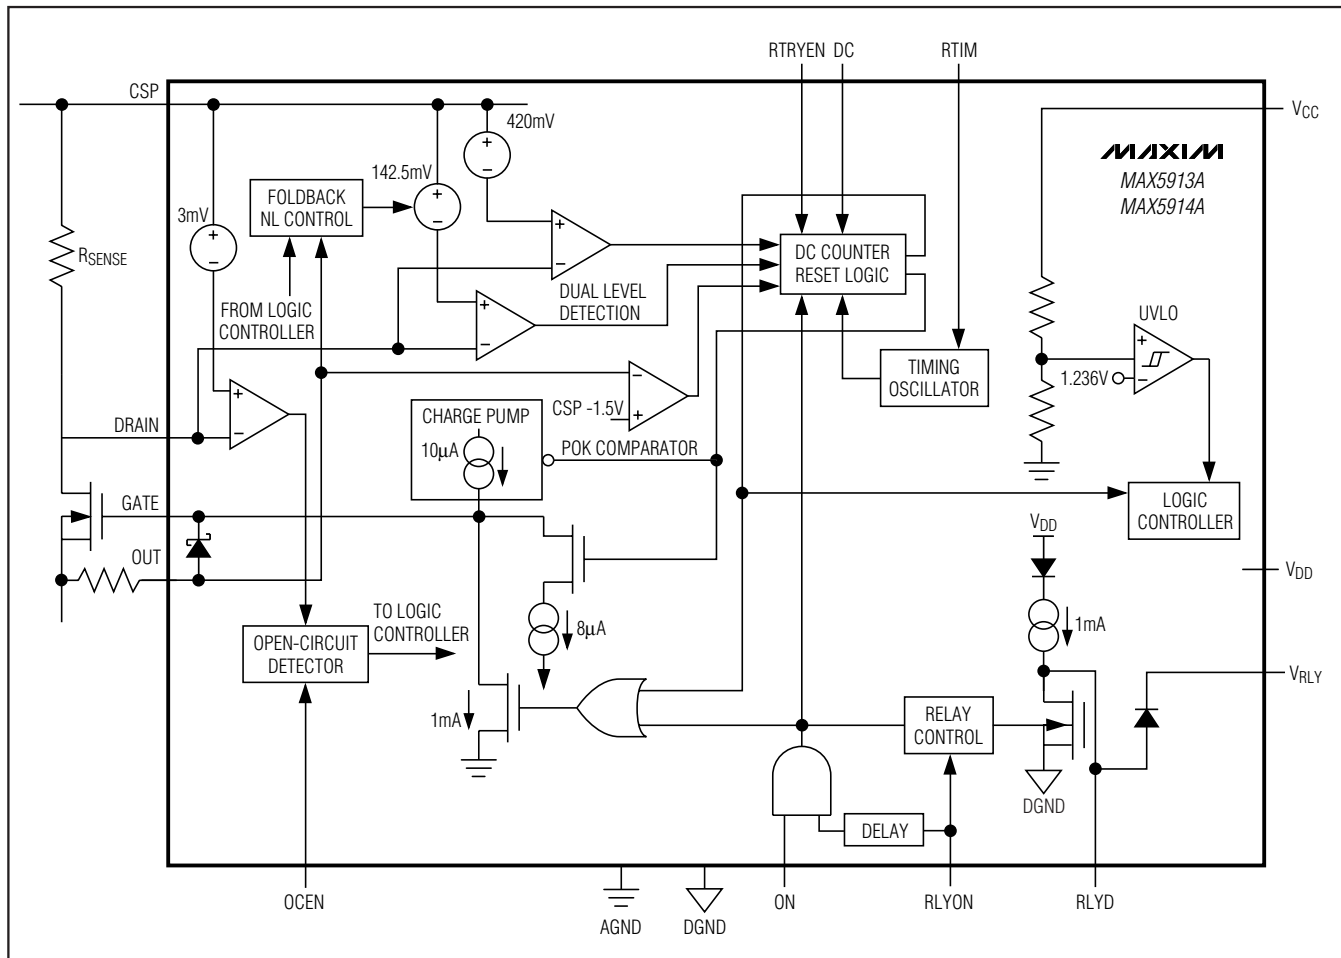 RTRYEN DC RTIM
CSP
VCC
420mV
MAXIM
MAX5913A
MAX5914A
142.5mV
FOLDBACK
NL CONTROL
3mV
RSENSE
DC COUNTER
RESET LOGIC
FROM LOGIC
CONTROLLER
DUAL LEVEL
DETECTION
UVLO
TIMING
OSCILLATOR
1.236V
CSP -1.5V
CHARGE PUMP
10µA
DRAIN
POK COMPARATOR
GATE
LOGIC
CONTROLLER
VDD
OUT
VDD
TO LOGIC
CONTROLLER
8µA
1mA
OPEN-CIRCUIT
DETECTOR
VRLY
1mA
RELAY
CONTROL
DGND
DELAY
OCEN
AGND
DGND
ON
RLYON
RLYD